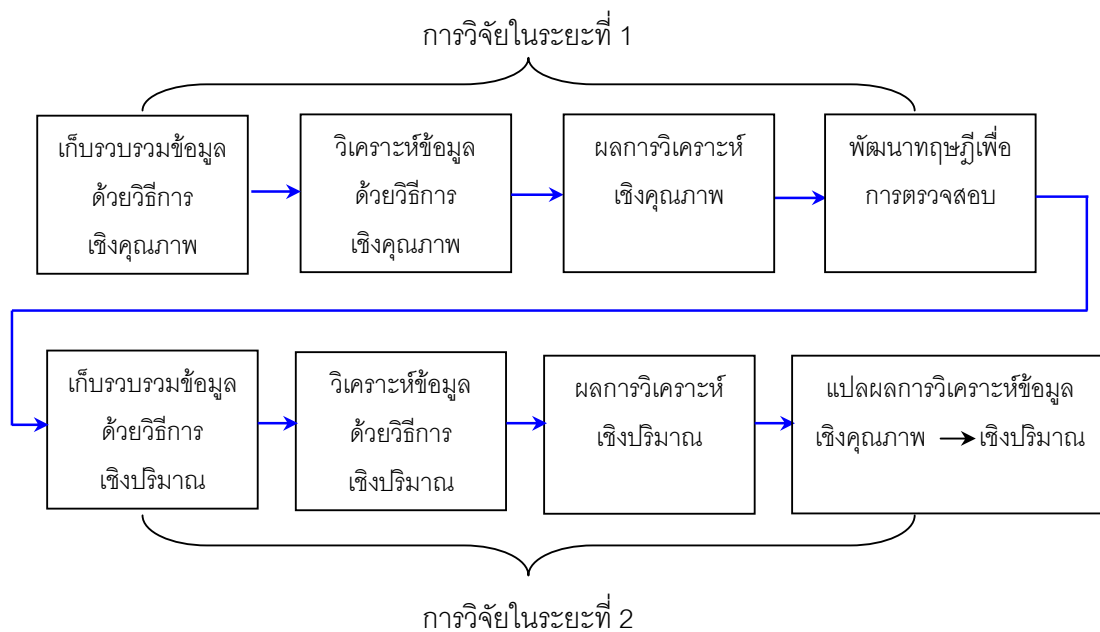 การวิจัยในระยะที่ 1
เก็บรวบรวมข้อมูล
ด้วยวิธีการ
เชิงคุณภาพ
วิเคราะห์ข้อมูล
ด้วยวิธีการ
เชิงคุณภาพ
ผลการวิเคราะห์
เชิงคุณภาพ
พัฒนาทฤษฎีเพื่อ
การตรวจสอบ
เก็บรวบรวมข้อมูล
ด้วยวิธีการ
เชิงปริมาณ
วิเคราะห์ข้อมูล
ด้วยวิธีการ
เชิงปริมาณ
ผลการวิเคราะห์
เชิงปริมาณ
แปลผลการวิเคราะห์ข้อมูล
เชิงคุณภาพ → เชิงปริมาณ
การวิจัยในระยะที่ 2